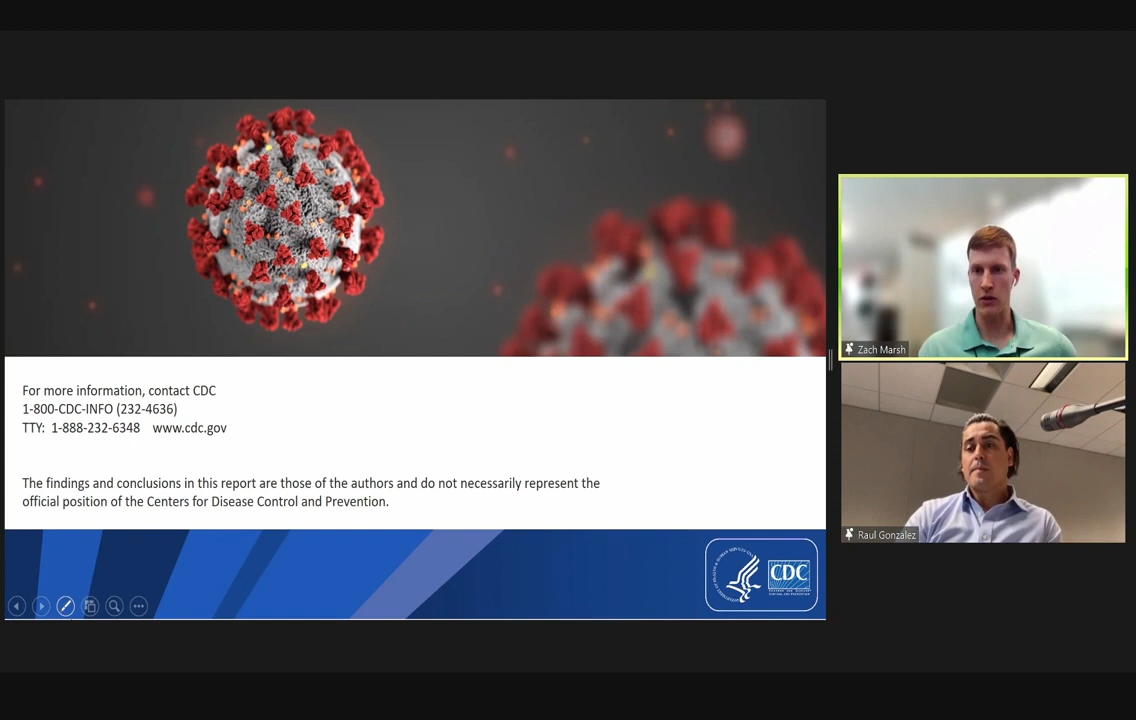 For more information, contact CDC
1-800-CDC-INFO (232-4636)
TTY: 1-888-232-6348 www.cdc.gov
The findings and conclusions in this report are those of the authors and do not necessarily represent the
official position of the Centers for Disease Control and Prevention.
CDC
Zach Marsh
Raul González